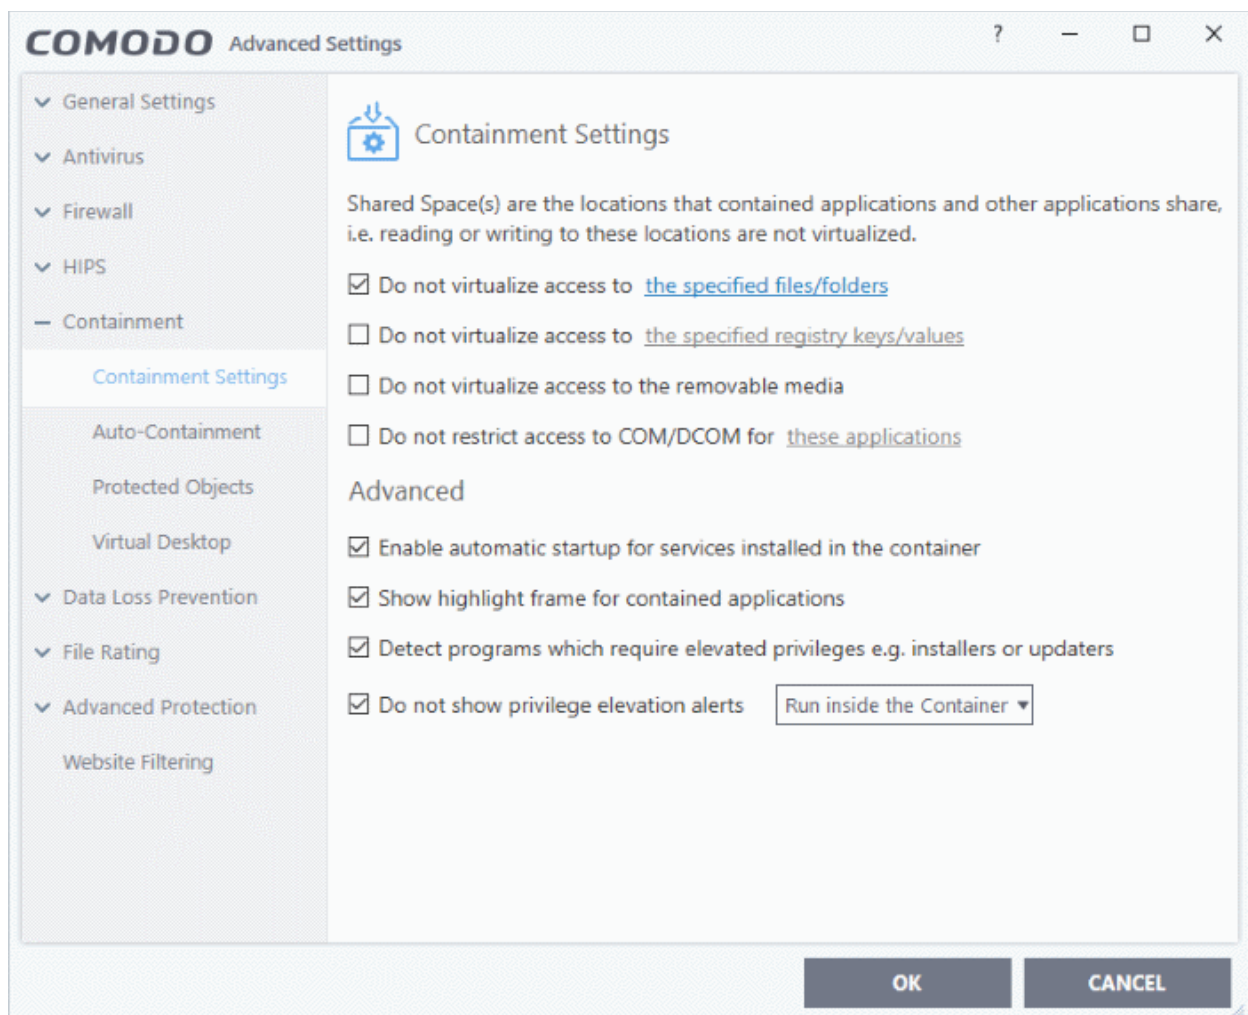 COMODO Advanced Settings ?
General Settings
Antivirus
Firewall
HIPS
Containment
Containment Settings
Auto-Containment
Protected Objects
Virtual Desktop
Data Loss Prevention
File Rating
Advanced Protection
Website Filtering
Containment Settings
Shared Space(s) are the locations that contained applications and other applications share,
i.e. reading or writing to these locations are not virtualized.
Do not virtualize access to the specified files/folders
Do not virtualize access to the specified registry keys/values
Do not virtualize access to the removable media
Do not restrict access to COM/DCOM for these applications
Advanced
Enable automatic startup for services installed in the container
Show highlight frame for contained applications
Detect programs which require elevated privileges e.g. installers or updaters
Do not show privilege elevation alerts Run inside the Container
OK CANCEL